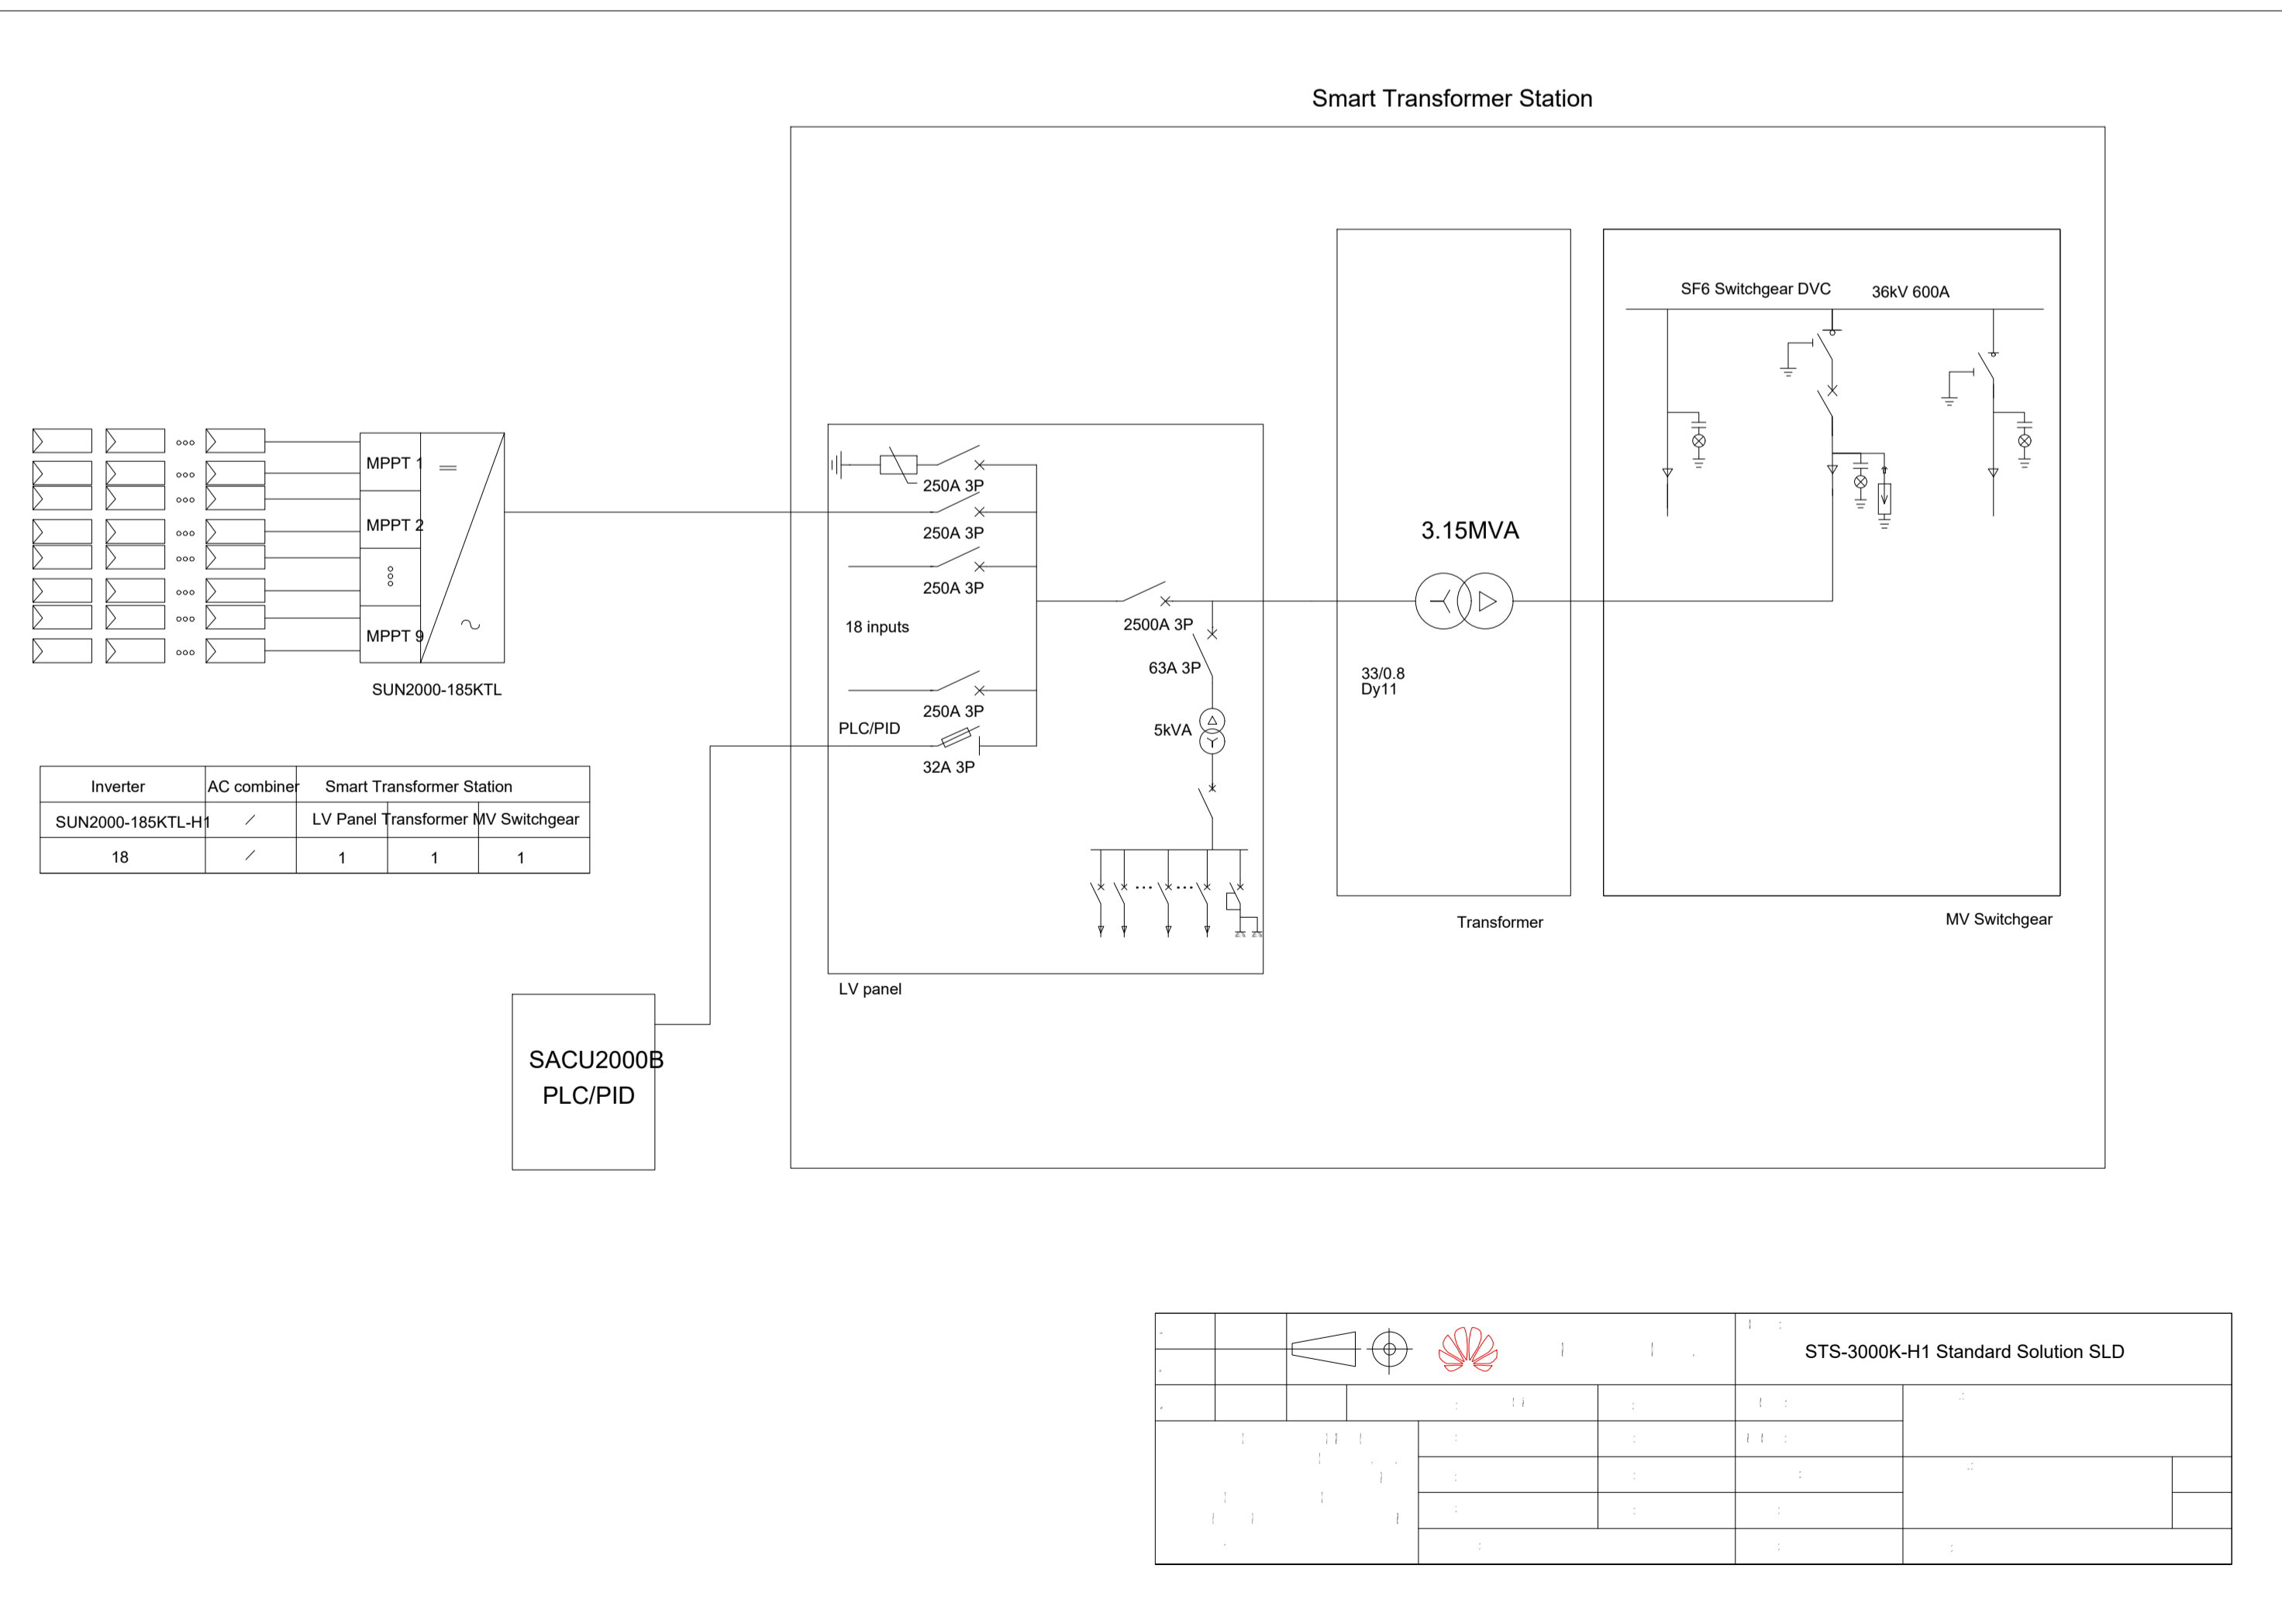 Smart Transformer Station
SF6 Switchgear DVC
36kV 600A
MPPT 1
MPPT 2
MPPT 9
SUN2000-185KTL
250A 3P
250A 3P
250A 3P
18 inputs
250A 3P
PLC/PID
32A 3P
2500A 3P
63A 3P
5kVA
LV panel
3.15MVA
33/0.8
Dy11
Transformer
MV Switchgear
Inverter AC combiner Smart Transformer Station
SUN2000-185KTL-H1 / LV Panel Transformer MV Switchgear
18 / 1 1 1
SACU2000B
PLC/PID
STS-3000K-H1 Standard Solution SLD